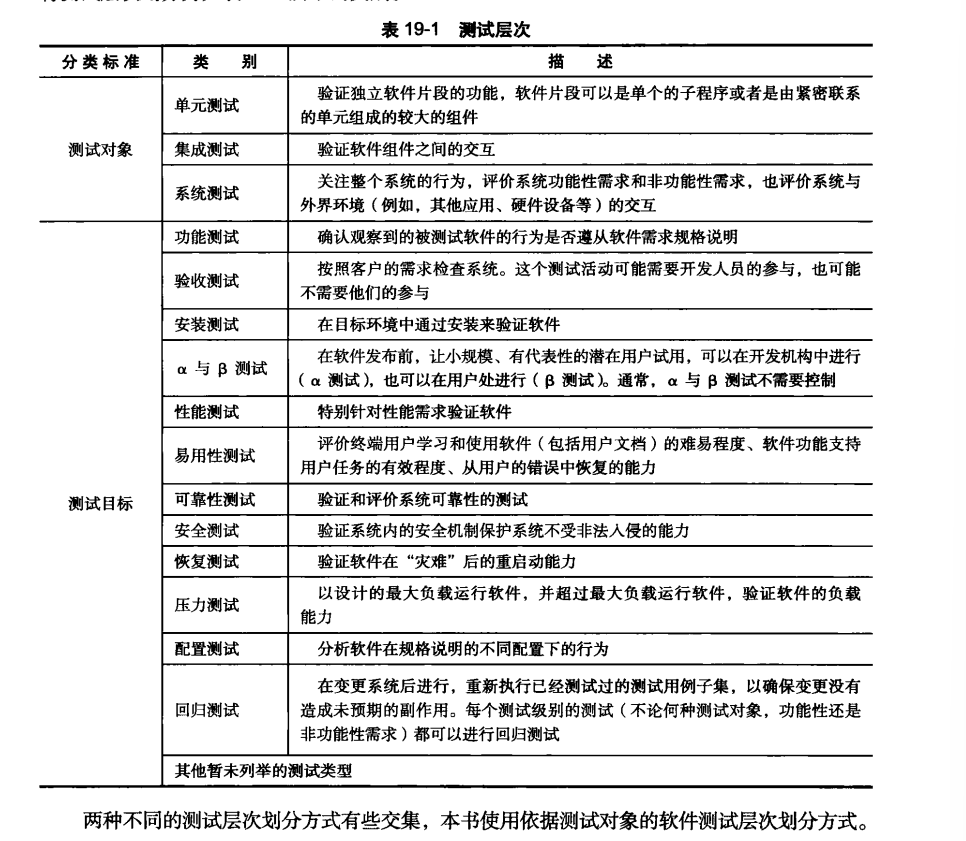 表 19-1 测试层次
分类标准 类 别 描 述
测试对象
单元测试
验证独立软件片段的功能，软件片段可以是单个的子程序或者是由紧密联系
的单元组成的较大的组件
集成测试
验证软件组件之间的交互
系统测试
关注整个系统的行为，评价系统功能性需求和非功能性需求，也评价系统与
外界环境（例如，其他应用、硬件设备等）的交互
测试目标
功能测试
确认观察到的被测试软件的行为是否遵从软件需求规格说明
验收测试
按照客户的需求检查系统。这个测试活动可能需要开发人员的参与，也可能
不需要他们的参与
安装测试
在目标环境中通过安装来验证软件
α 与 β 测试
在软件发布前，让小规模、有代表性的潜在用户试用，可以在开发机构中进行
（α 测试），也可以在用户处进行（β 测试）。通常，α 与 β 测试不需要控制
性能测试
特别针对性能需求验证软件
易用性测试
评价终端用户学习和使用软件（包括用户文档）的难易程度、软件功能支持
用户任务的有效程度、从用户的错误中恢复的能力
可靠性测试
验证和评价系统可靠性的测试
安全测试
验证系统内的安全机制保护系统不受非法入侵的能力
恢复测试
验证软件在“灾难”后的重启动能力
压力测试
以设计的最大负载运行软件，并超过最大负载运行软件，验证软件的负载
能力
配置测试
分析软件在规格说明的不同配置下的行为
回归测试
在变更系统后进行，重新执行已经测试过的测试用例子集，以确保变更没有
造成未预期的副作用。每个测试级别的测试（不论何种测试对象，功能性还是
非功能性需求）都可以进行回归测试
其他暂未列举的测试类型
两种不同的测试层次划分方式有些交集，本书使用依据测试对象的软件测试层次划分方式。